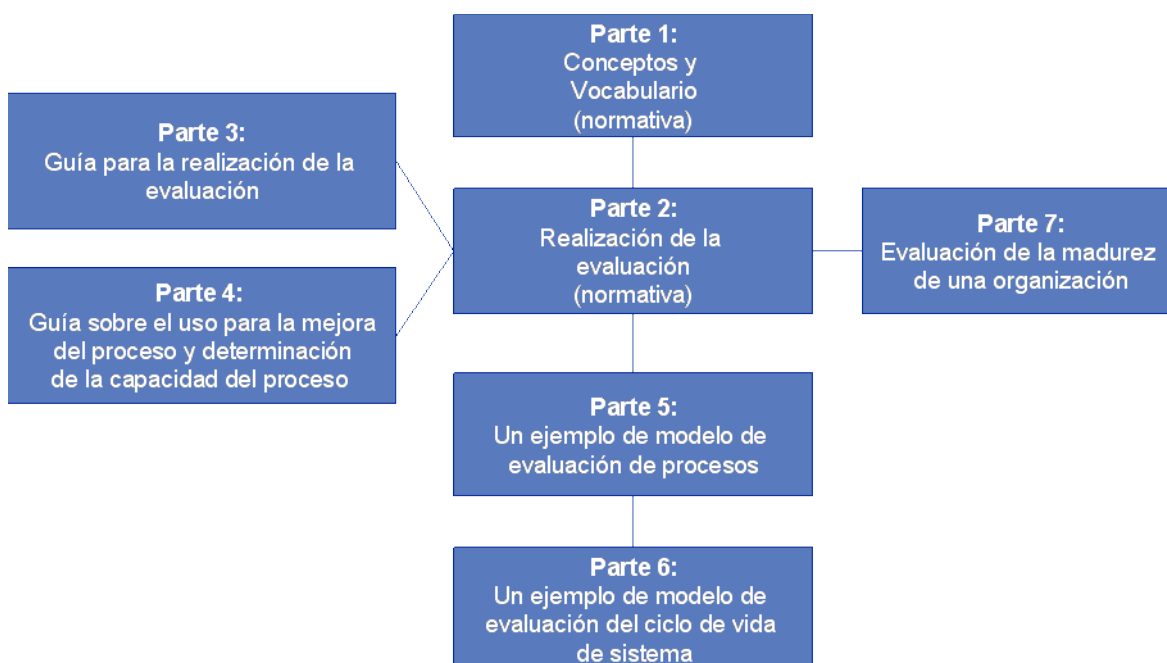 Parte 1:
Conceptos y
Vocabulario
(normativa)
Parte 3:
Guía para la realización de la
evaluación
Parte 2:
Realización de la
evaluación
(normativa)
Parte 7:
Evaluación de la madurez
de una organización
Parte 4:
Guía sobre el uso para la mejora
del proceso y determinación
de la capacidad del proceso
Parte 5:
Un ejemplo de modelo de
evaluación de procesos
Parte 6:
Un ejemplo de modelo de
evaluación del ciclo de vida
de sistema